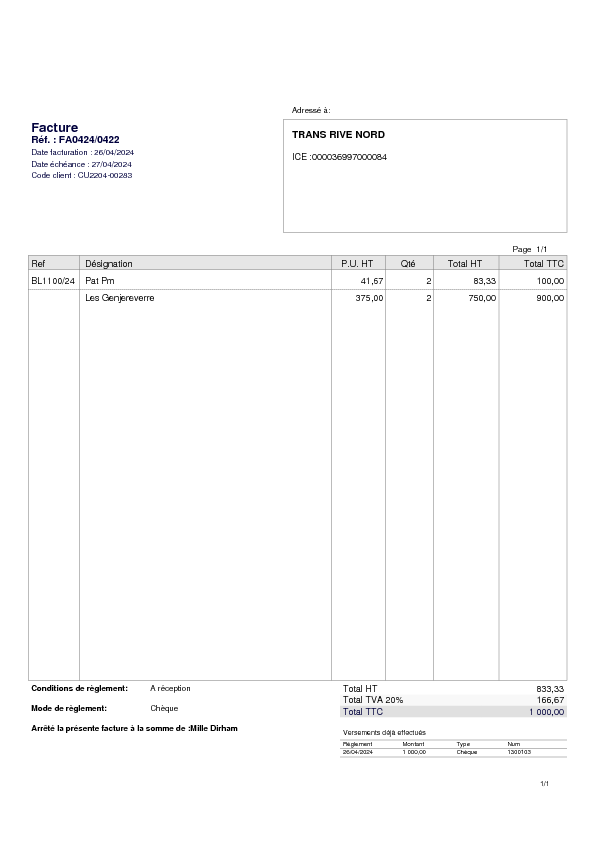 Adressé à:
Facture
Réf. : FA0424/0422
Date facturation : 26/04/2024
Date échéance : 27/04/2024
Code client : CU2204-00283
TRANS RIVE NORD
ICE :000036997000084
Page 1/1
Ref Désignation P.U. HT Qté Total HT Total TTC
BL1100/24 Pat Pm 41,67 2 83,33 100,00
Les Genjereverre 375,00 2 750,00 900,00
Conditions de règlement: A réception
Mode de règlement: Chèque
Arrêté la présente facture à la somme de :Mille Dirham
Total HT 833,33
Total TVA 20% 166,67
Total TTC 1 000,00
Versements déjà effectués
Règlement Montant Type Num
26/04/2024 1 000,00 Chèque 1300103
1/1